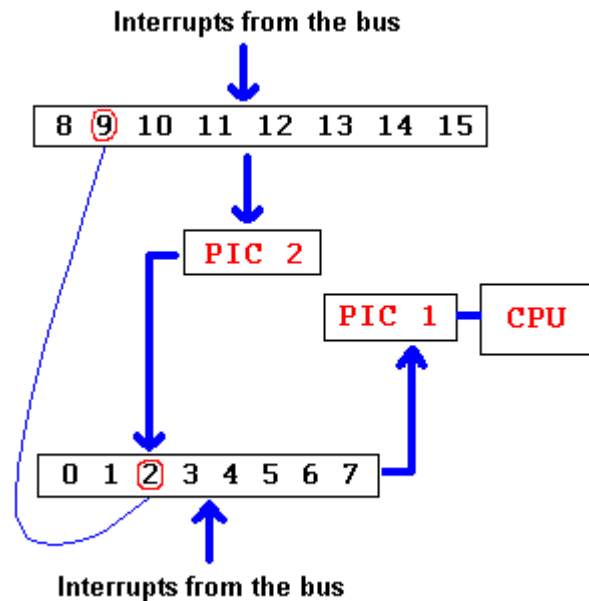 Interrupts from the bus
8 9 10 11 12 13 14 15
PIC 2
PIC 1
CPU
0 1 2 3 4 5 6 7
Interrupts from the bus